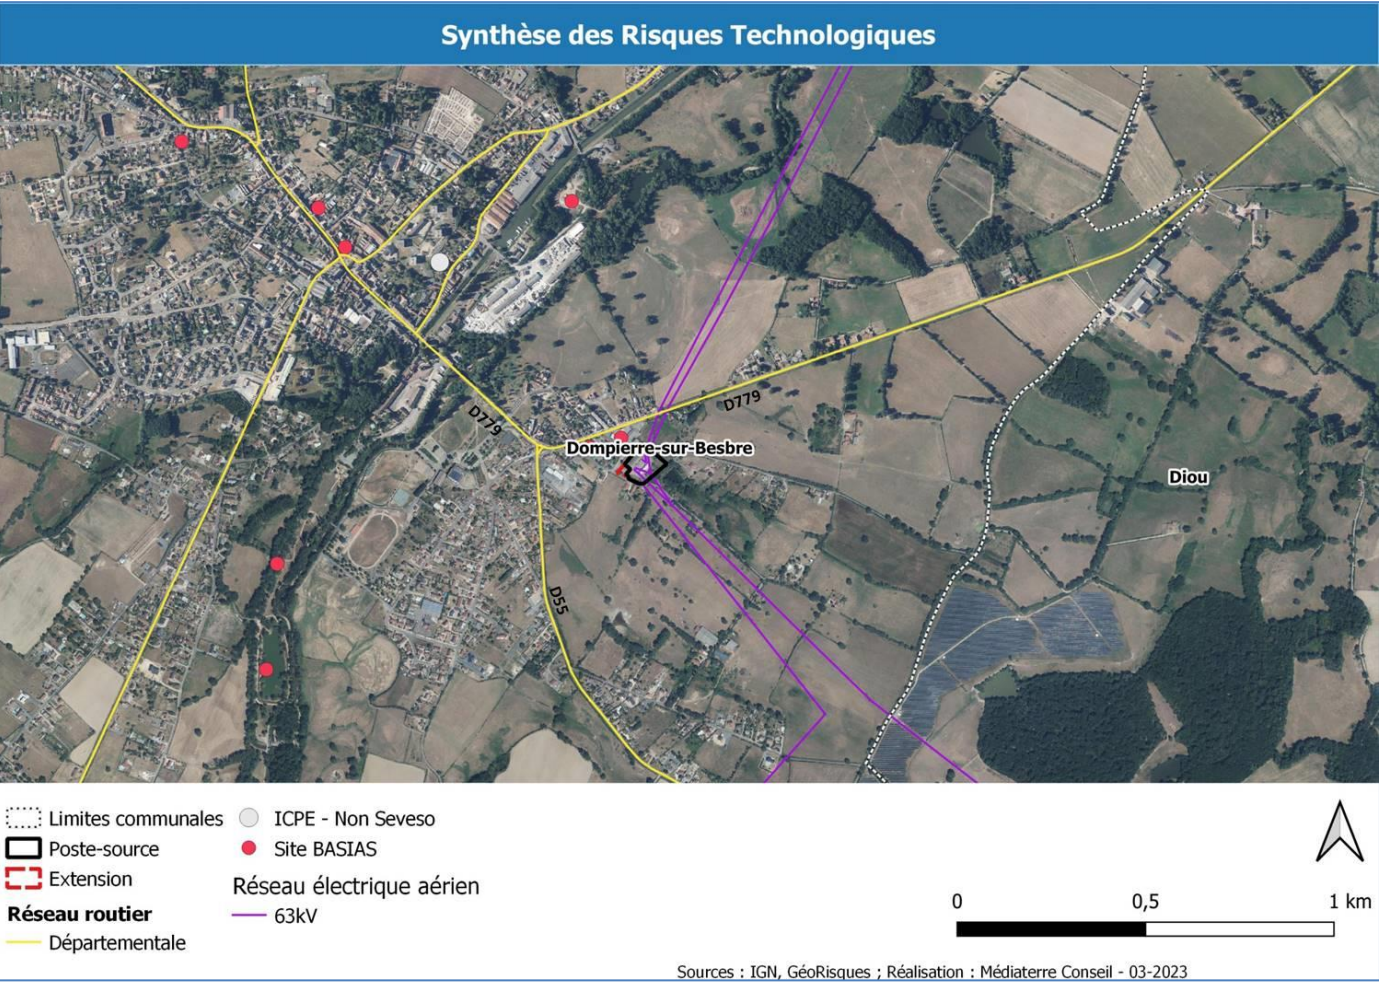 Synthèse des Risques Technologiques
D779
D779
Dompierre-sur-Besbre
Diou
D55
Limites communales
Poste-source
Extension
Réseau routier
Départementale
ICPE - Non Seveso
Site BASIAS
Réseau électrique aérien
63kV
0 0,5 1 km
Sources : IGN, GéoRisques ; Réalisation : Médiaterre Conseil - 03-2023